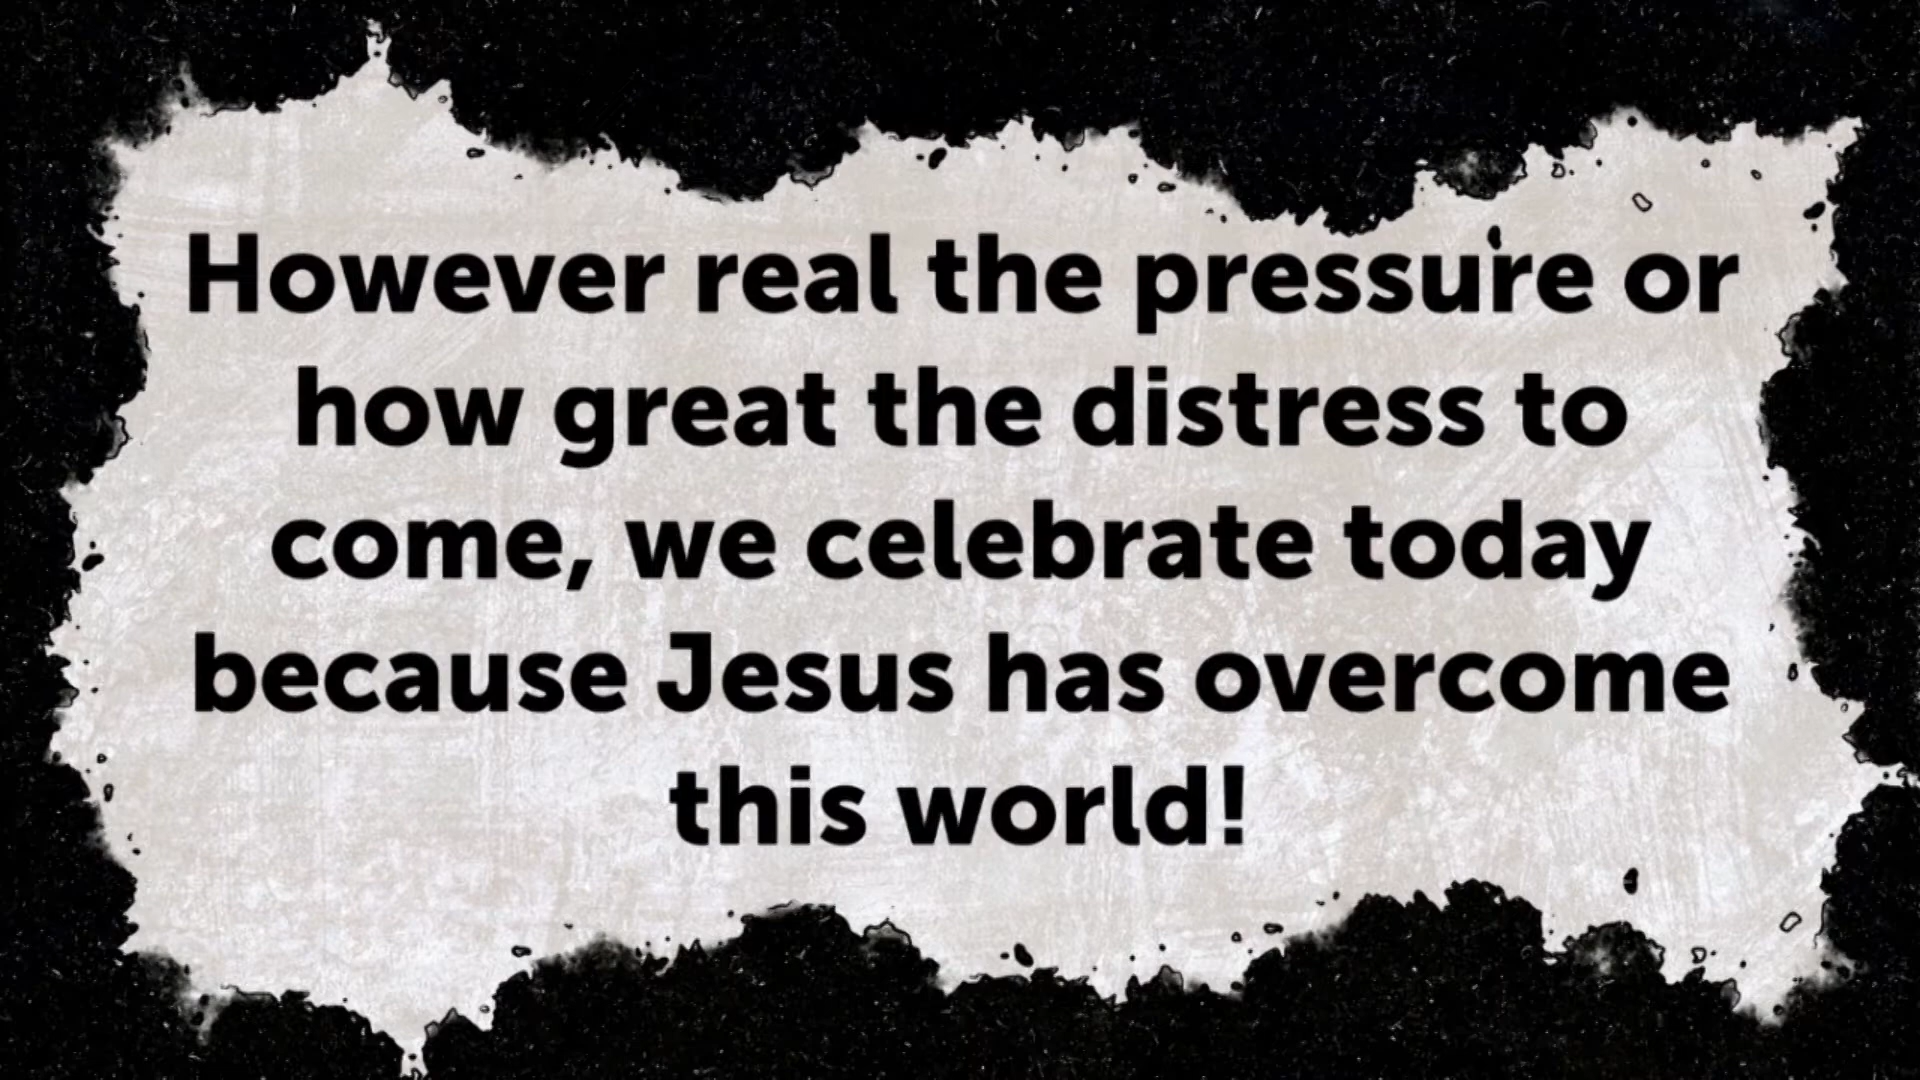 However real the pressure or
how great the distress to
come, we celebrate today
because Jesus has overcome
this world!